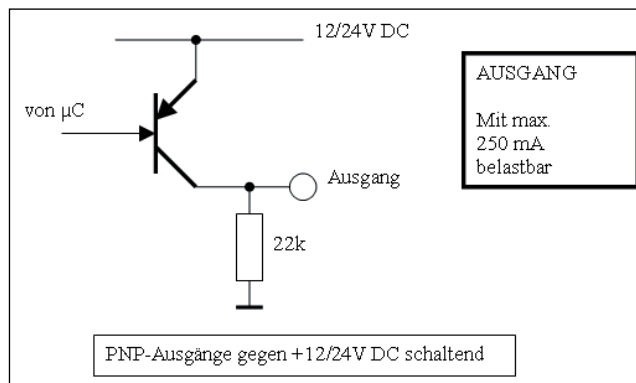 12/24V DC
AUSGANG
Mit max.
250 mA
belastbar
von µC
Ausgang
22k
PNP-Ausgänge gegen +12/24V DC schaltend